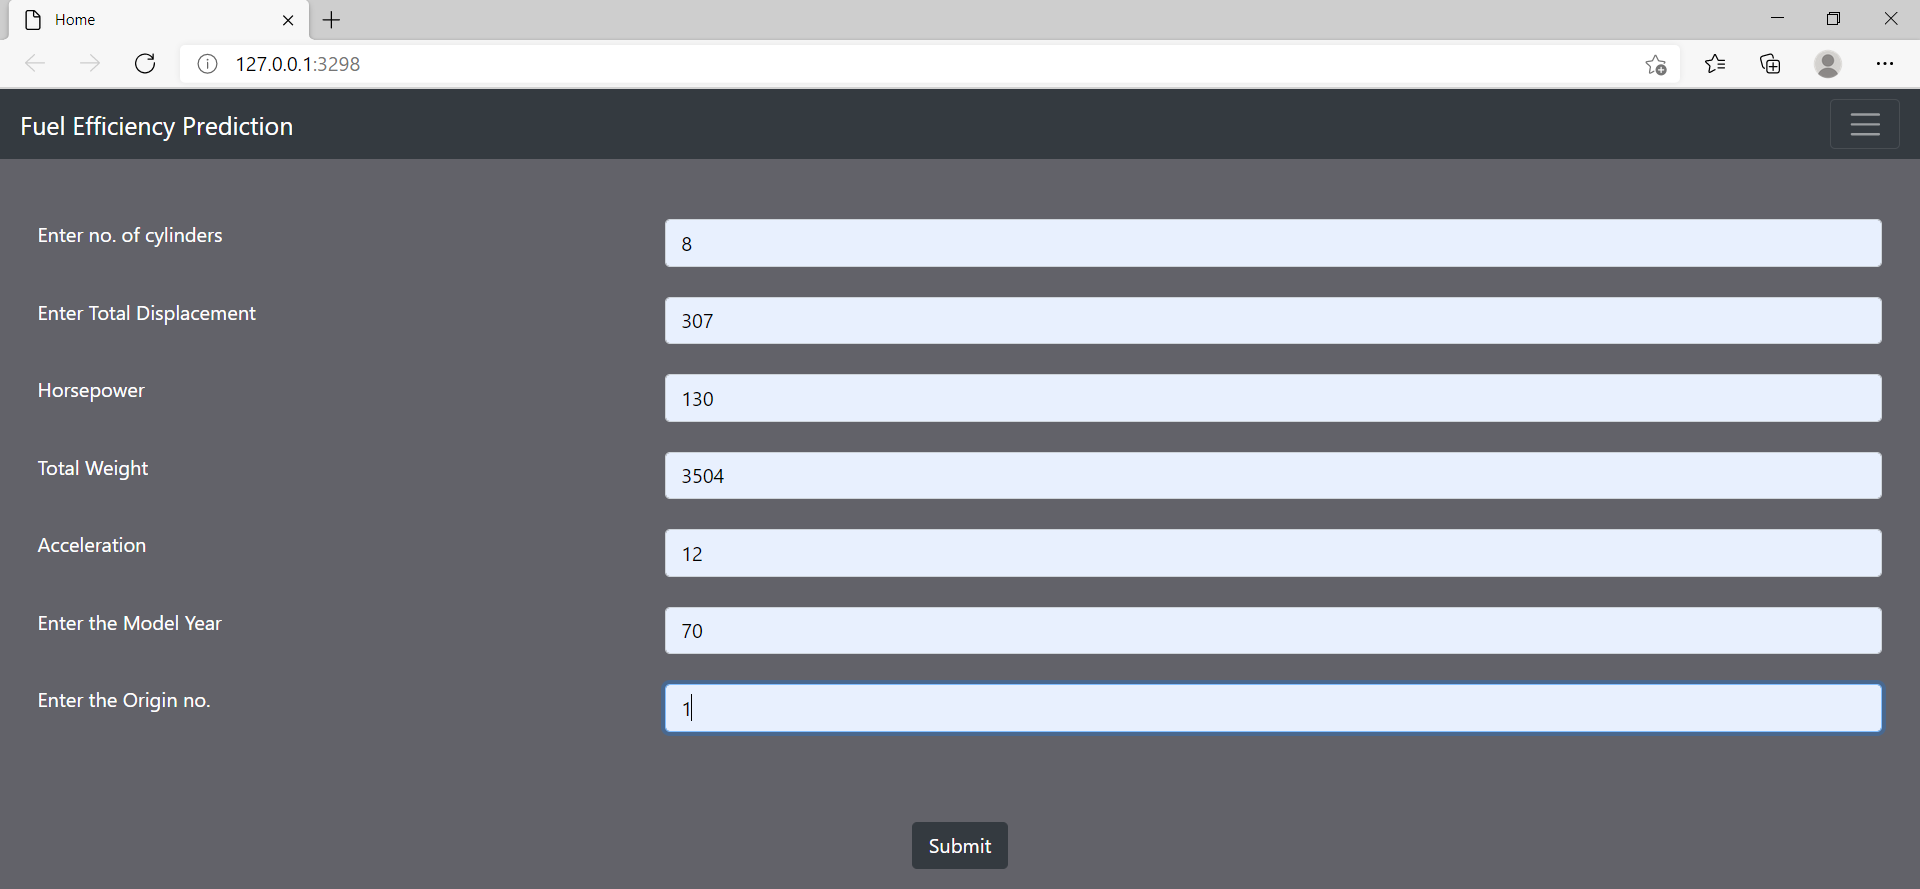 Home
127.0.0.1:3298
Fuel Efficiency Prediction
Enter no. of cylinders 8
Enter Total Displacement 307
Horsepower 130
Total Weight 3504
Acceleration 12
Enter the Model Year 70
Enter the Origin no. 1
Submit